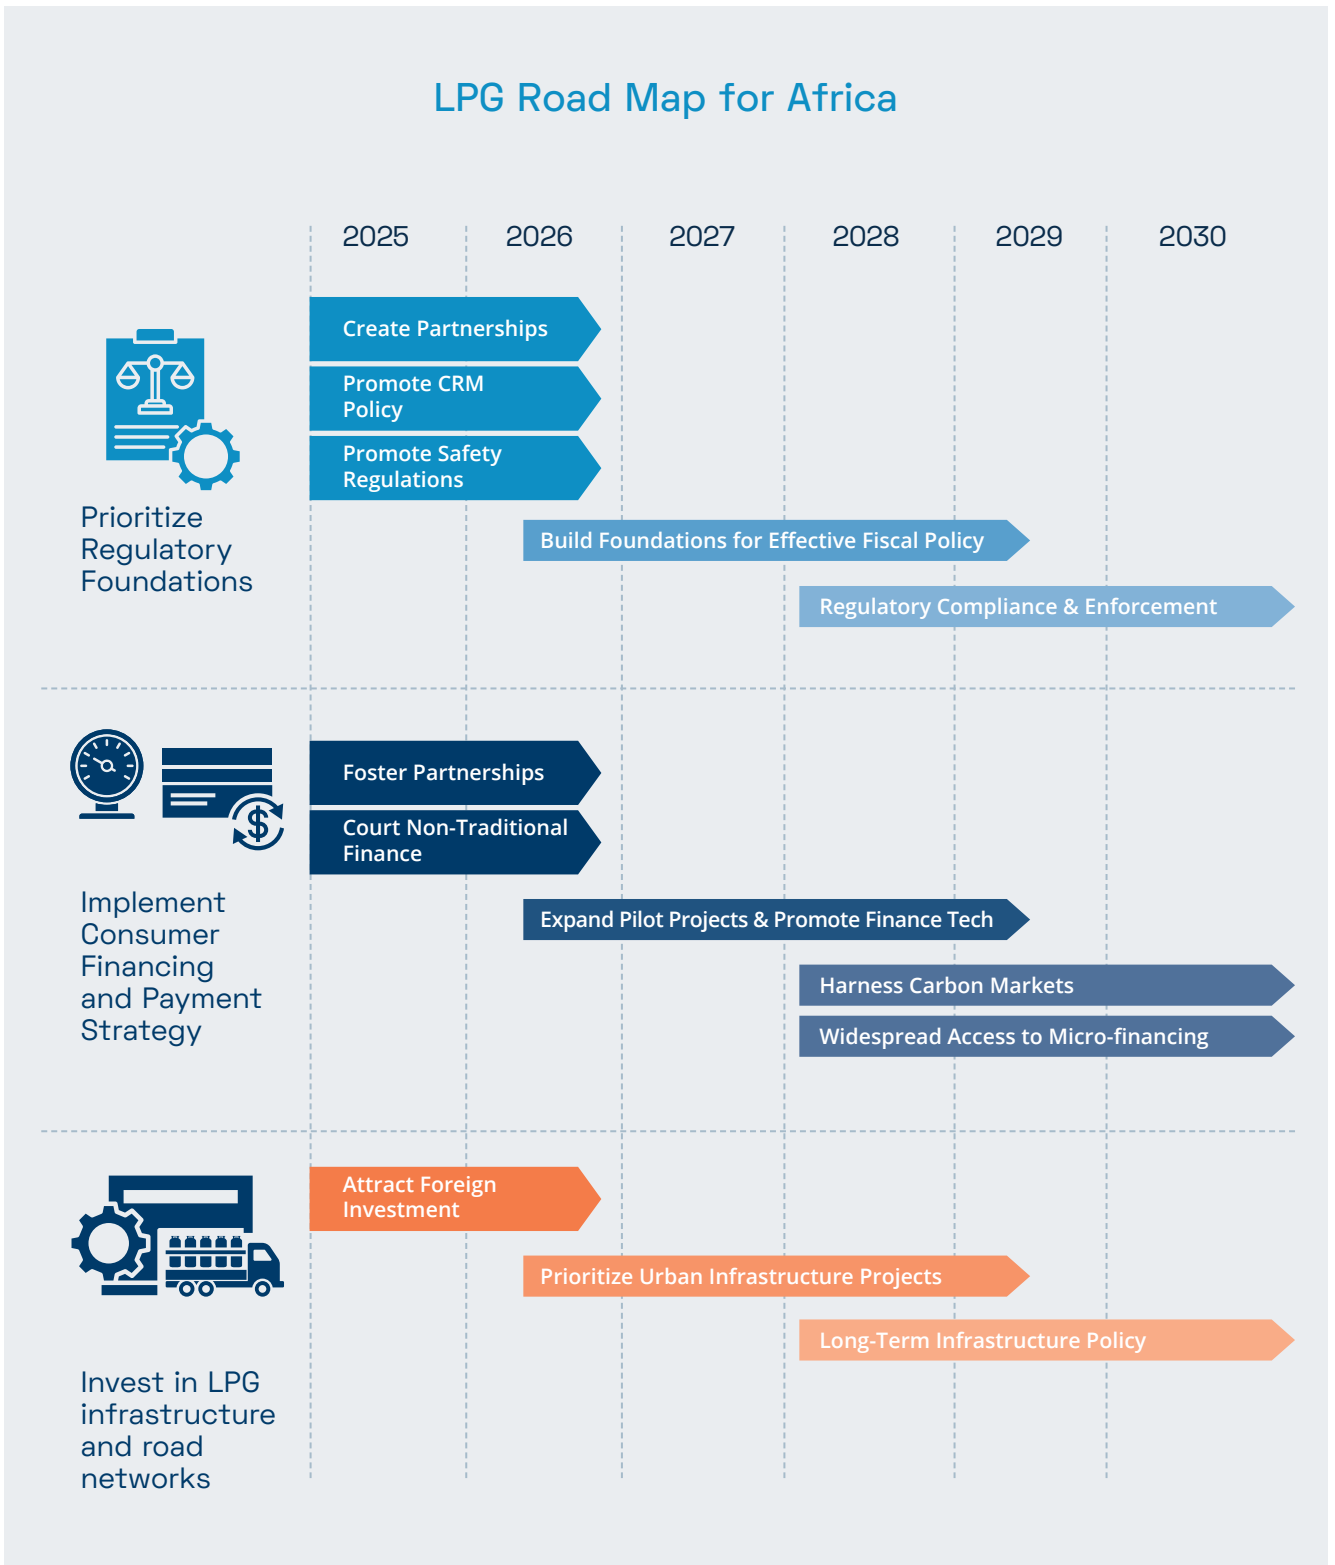 LPG Road Map for Africa
2025 2026 2027 2028 2029 2030
Create Partnerships
Promote CRM
Policy
Promote Safety
Regulations
Prioritize
Regulatory
Foundations
Build Foundations for Effective Fiscal Policy
Regulatory Compliance & Enforcement
Foster Partnerships
Court Non-Traditional
Finance
$
Implement
Consumer
Financing
and Payment
Strategy
Expand Pilot Projects & Promote Finance Tech
Harness Carbon Markets
Widespread Access to Micro-financing
Attract Foreign
Investment
Prioritize Urban Infrastructure Projects
Long-Term Infrastructure Policy
Invest in LPG
infrastructure
and road
networks